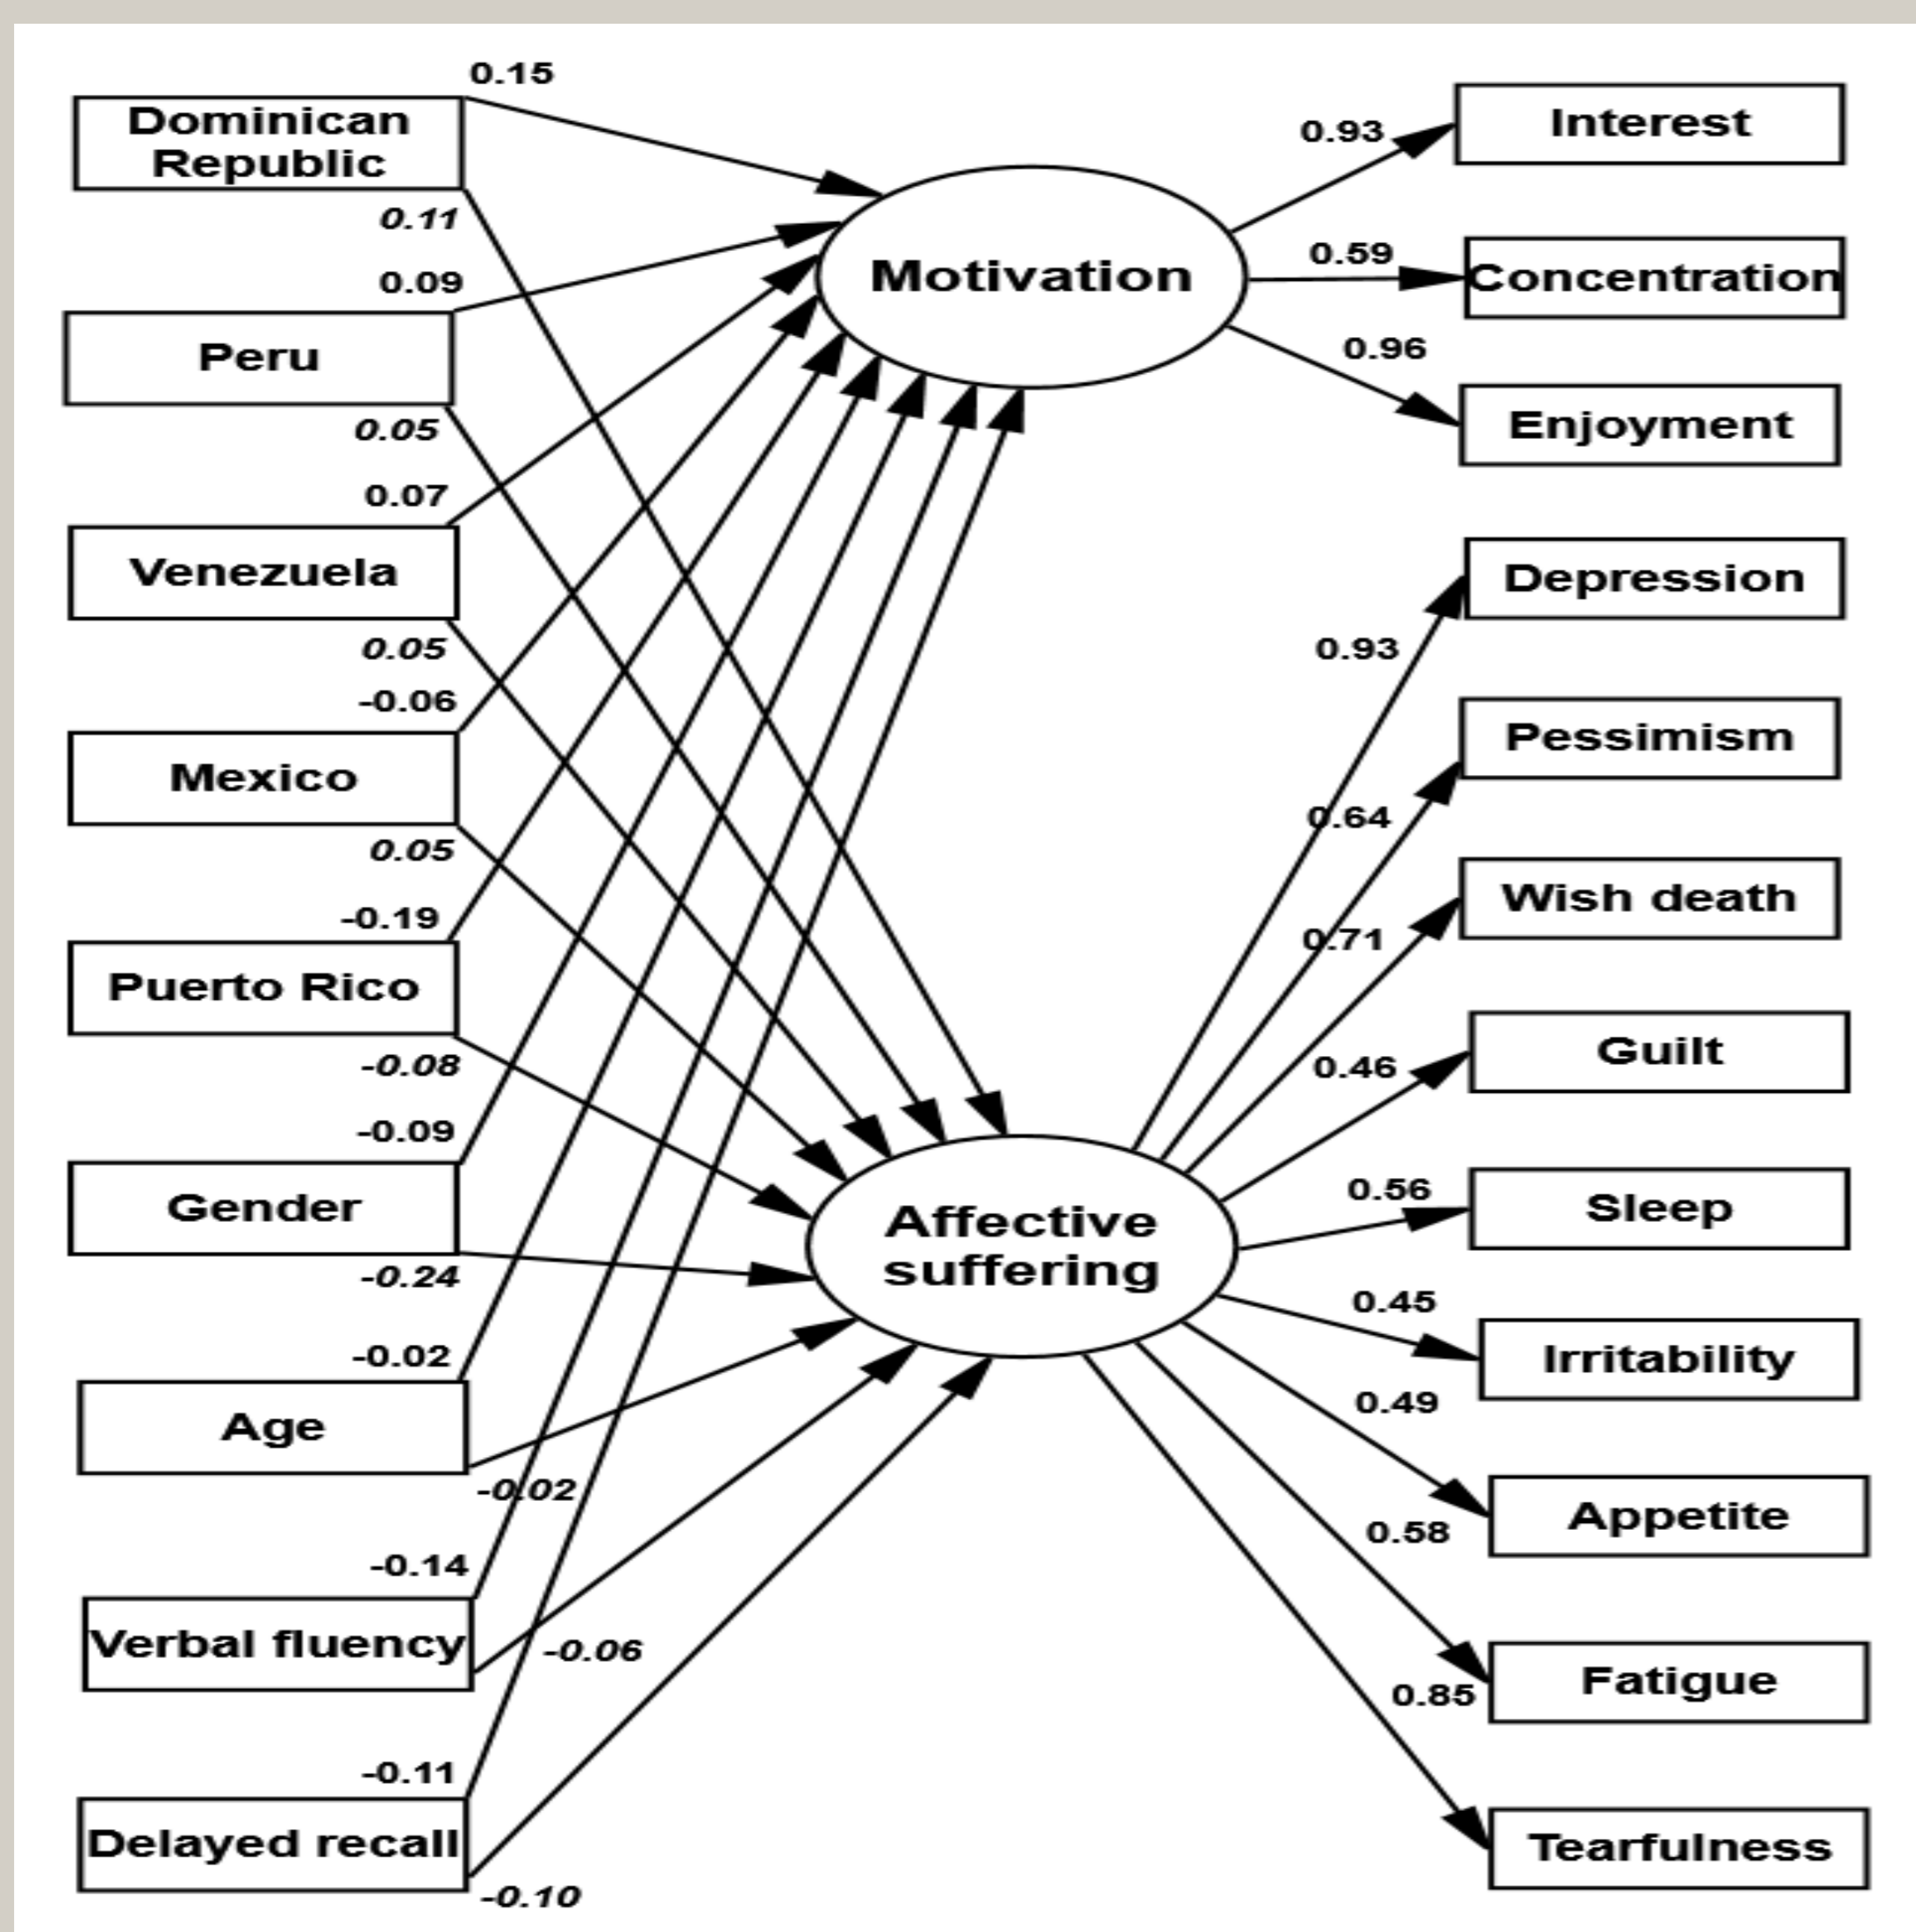 0.15
Dominican
Republic
0.11
0.09
Peru
0.05
0.07
Venezuela
0.05
-0.06
Mexico
0.05
-0.19
Puerto Rico
-0.08
-0.09
Gender
-0.24
-0.02
Age
-0.02
-0.14
Verbal fluency
-0.06
-0.11
Delayed recall
-0.10
Motivation
Affective
suffering
0.93
Interest
0.59
Concentration
0.96
Enjoyment
Depression
0.93
Pessimism
0.64
Wish death
0.71
Guilt
0.46
0.56
Sleep
0.45
Irritability
0.49
Appetite
0.58
Fatigue
0.85
Tearfulness